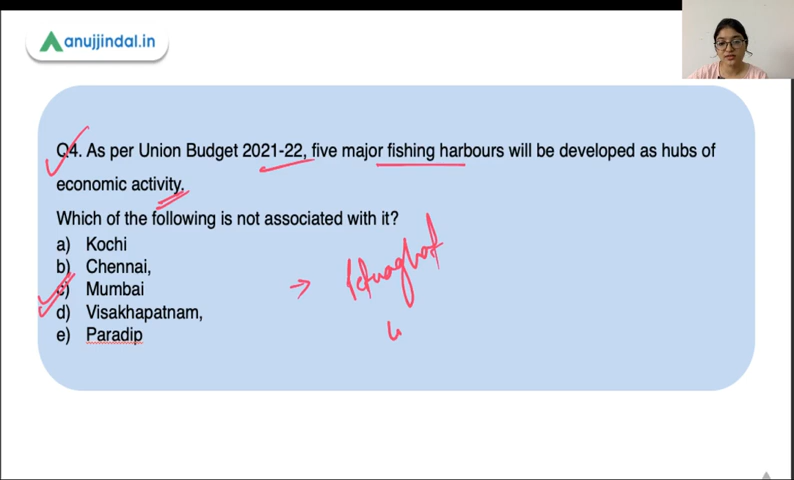 anujjindal.in
Q4. As per Union Budget 2021-22, five major fishing harbours will be developed as hubs of
economic activity.
Which of the following is not associated with it?
a) Kochi
b) Chennai,
c) Mumbai
d) Visakhapatnam,
e) Paradip